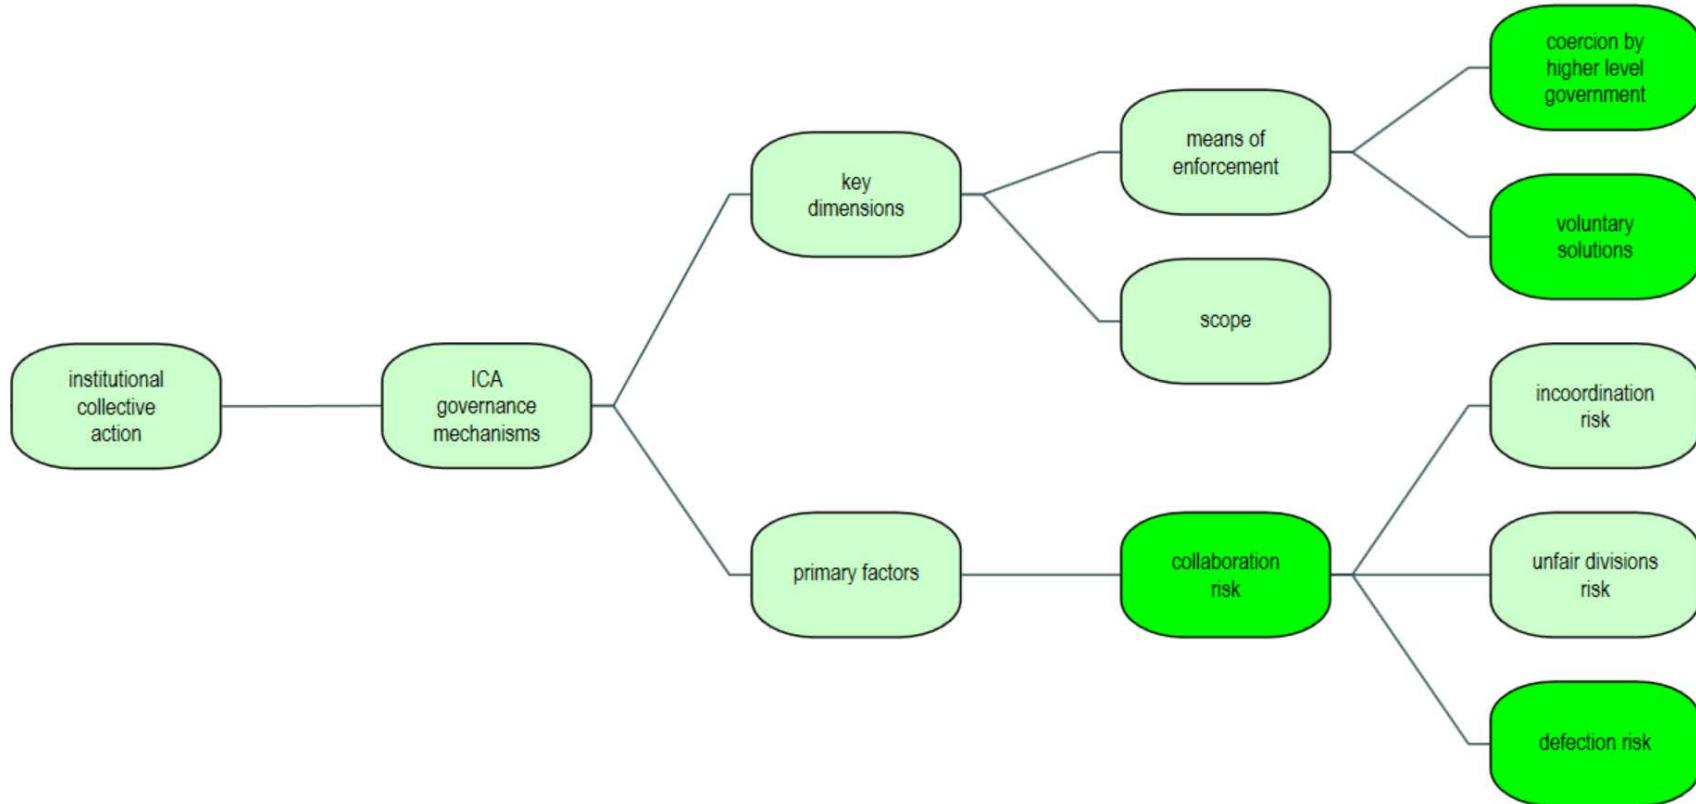 institutional
collective
action
ICA
governance
mechanisms
key
dimensions
means of
enforcement
coercion by
higher level
government
voluntary
solutions
scope
primary factors
collaboration
risk
incoordination
risk
unfair divisions
risk
defection risk